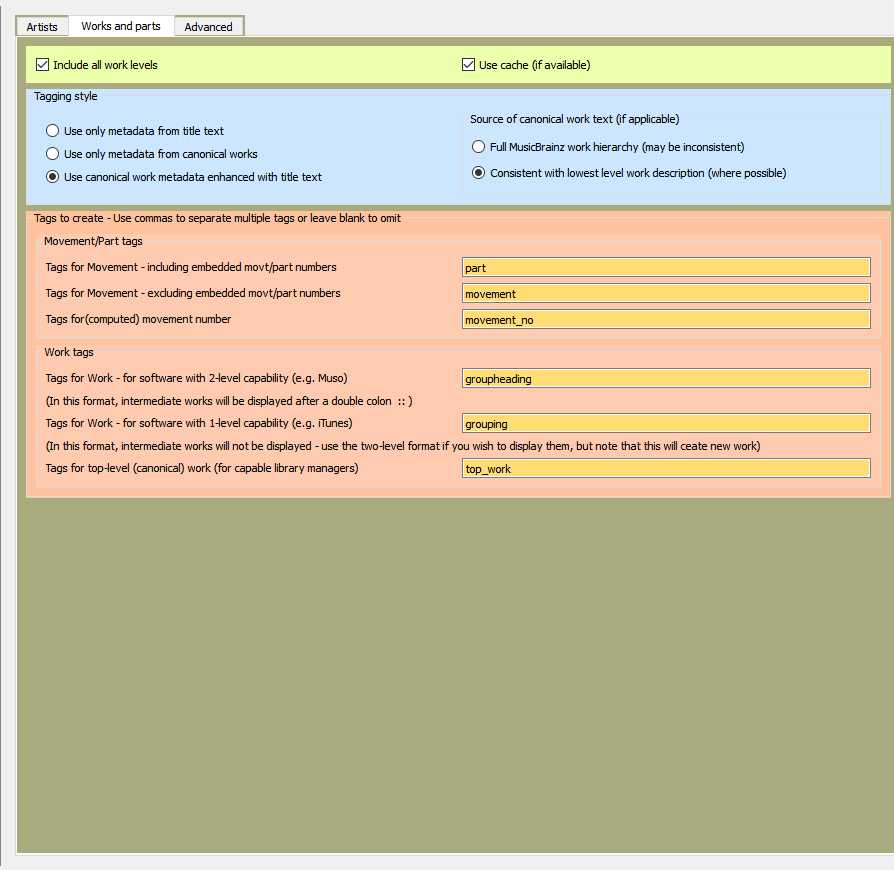 Artists Works and parts Advanced
Include all work levels Use cache (if available)
Tagging style
Source of canonical work text (if applicable)
Use only metadata from title text
Full MusicBrainz work hierarchy (may be inconsistent)
Use only metadata from canonical works
Consistent with lowest level work description (where possible)
Use canonical work metadata enhanced with title text
Tags to create - Use commas to separate multiple tags or leave blank to omit
Movement/Part tags
Tags for Movement - including embedded movt/part numbers part
Tags for Movement - excluding embedded movt/part numbers movement
Tags for(computed) movement number movement_no
Work tags
Tags for Work - for software with 2-level capability (e.g. Muso) groupheading
(In this format, intermediate works will be displayed after a double colon :: )
Tags for Work - for software with 1-level capability (e.g. iTunes) grouping
(In this format, intermediate works will not be displayed - use the two-level format if you wish to display them, but note that this will ceate new work)
Tags for top-level (canonical) work (for capable library managers) top_work